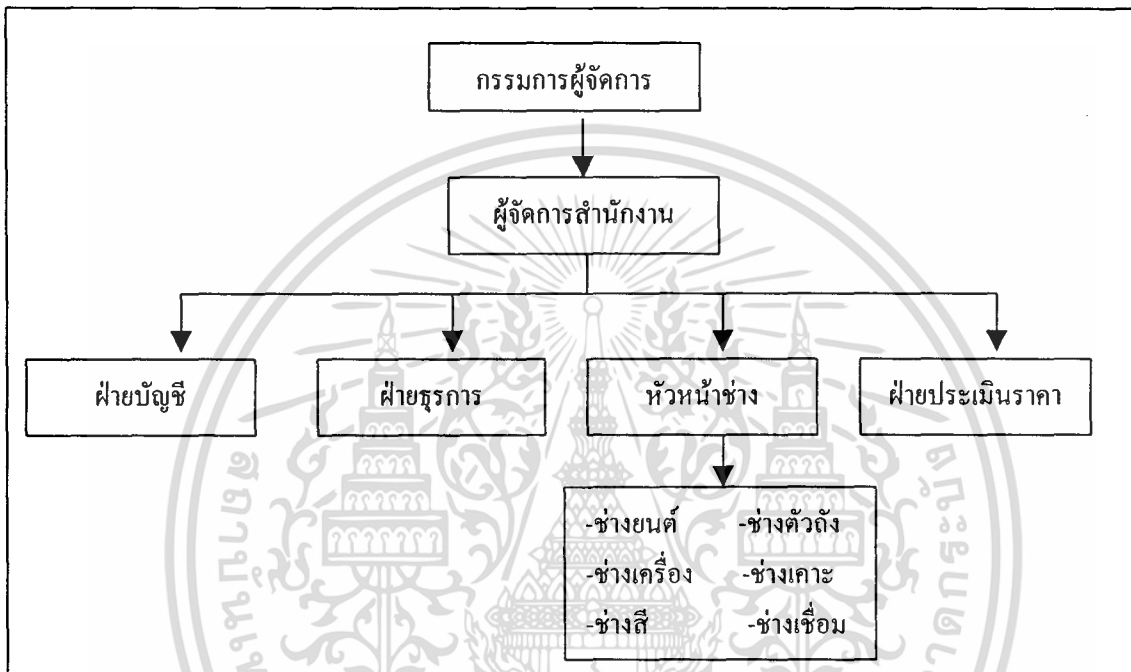 กรรมการผู้จัดการ
ผู้จัดการสำนักงาน
ฝ่ายบัญชี ฝ่ายธุรการ หัวหน้าช่าง ฝ่ายประเมินราคา
-ช่างยนต์ -ช่างตัวถัง
-ช่างเครื่อง -ช่างเคาะ
-ช่างสี -ช่างเชื่อม